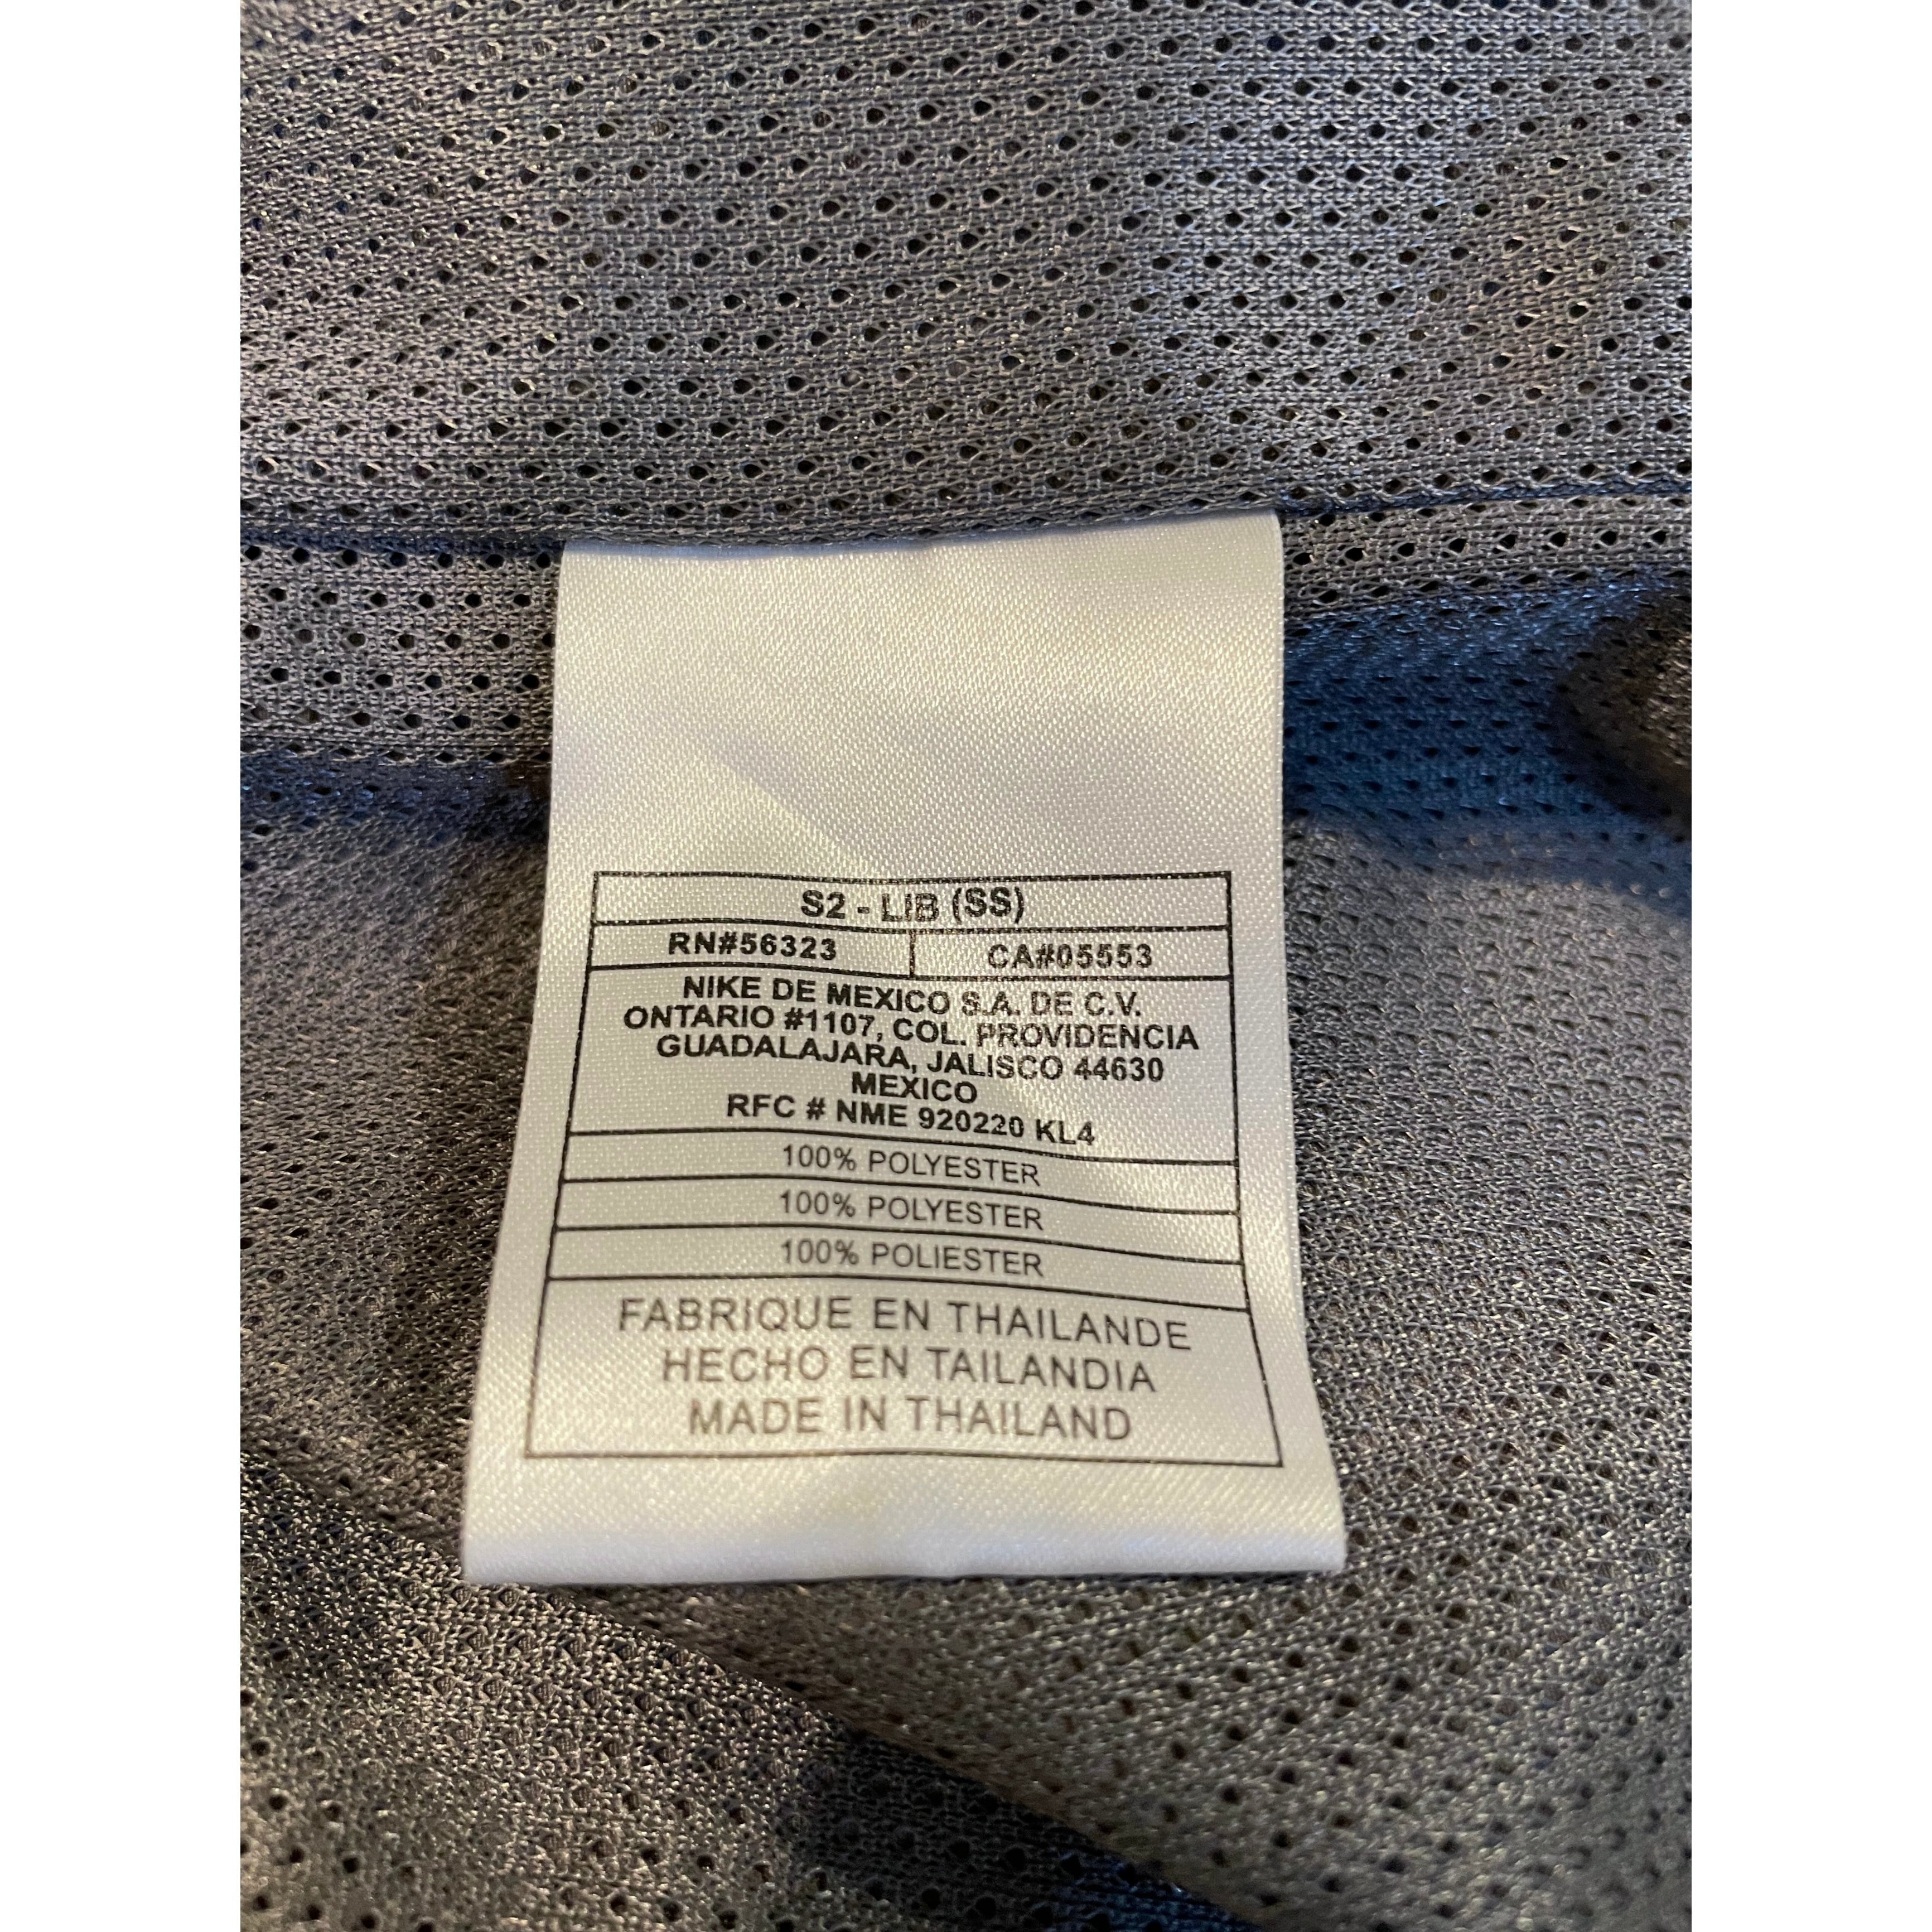 S2 - LIB (SS)
RN#56323 CA#05553
NIKE DE MEXICO S.A. DE C.V.
ONTARIO #1107, COL. PROVIDENCIA
GUADALAJARA, JALISCO 44630
MEXICO
RFC # NME 920220 KL4
100% POLYESTER
100% POLYESTER
100% POLIESTER
FABRIQUE EN THAILANDE
HECHO EN TAILANDIA
MADE IN THAILAND